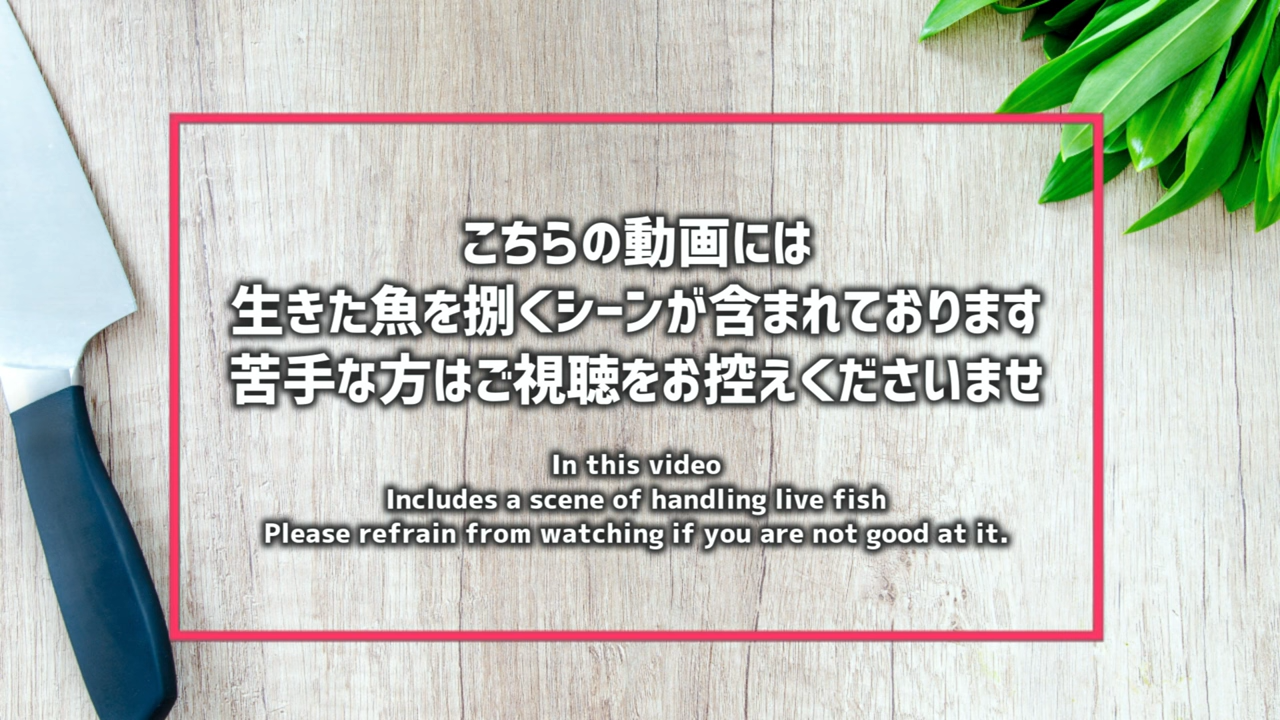 こちらの動画には
生きた魚を捌くシーンが含まれております
苦手な方はご視聴をお控えくださいませ
In this video
Includes a scene of handling live fish
Please refrain from watching if you are not good at it.